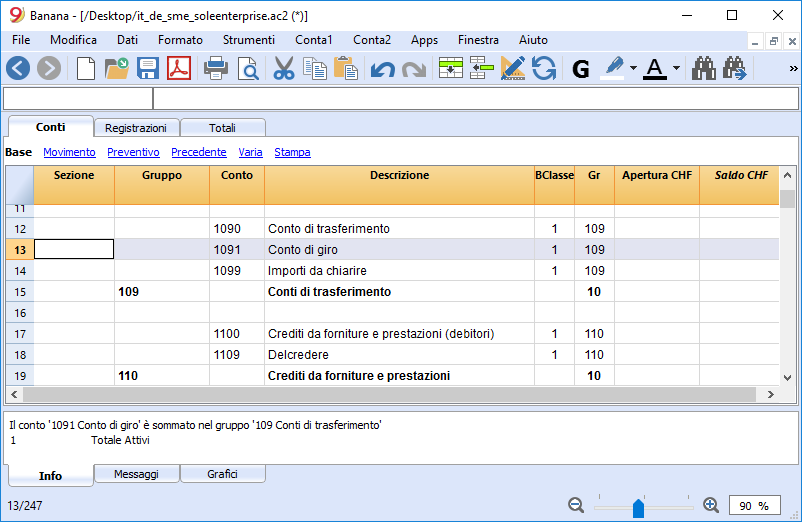 9 Banana - [/Desktop/it_de_sme_soleenterprise.ac2 (*)]
File Modifica Dati Formato Strumenti Conta1 Conta2 Apps Finestra Aiuto
G A »
Conti Registrazioni Totali
Base Movimento Preventivo Precedente Varia Stampa
Sezione Gruppo Conto Descrizione BClasse Gr Apertura CHF Saldo CHF
11
12 1090 Conto di trasferimento 1 109
13 1091 Conto di giro 1 109
14 1099 Importi da chiarire 1 109
15 109 Conti di trasferimento 10
16
17 1100 Crediti da forniture e prestazioni (debitori) 1 110
18 1109 Delcredere 1 110
19 110 Crediti da forniture e prestazioni 10
Il conto '1091 Conto di giro' è sommato nel gruppo '109 Conti di trasferimento'
1 Totale Attivi
Info Messaggi Grafici
13/247 90 %